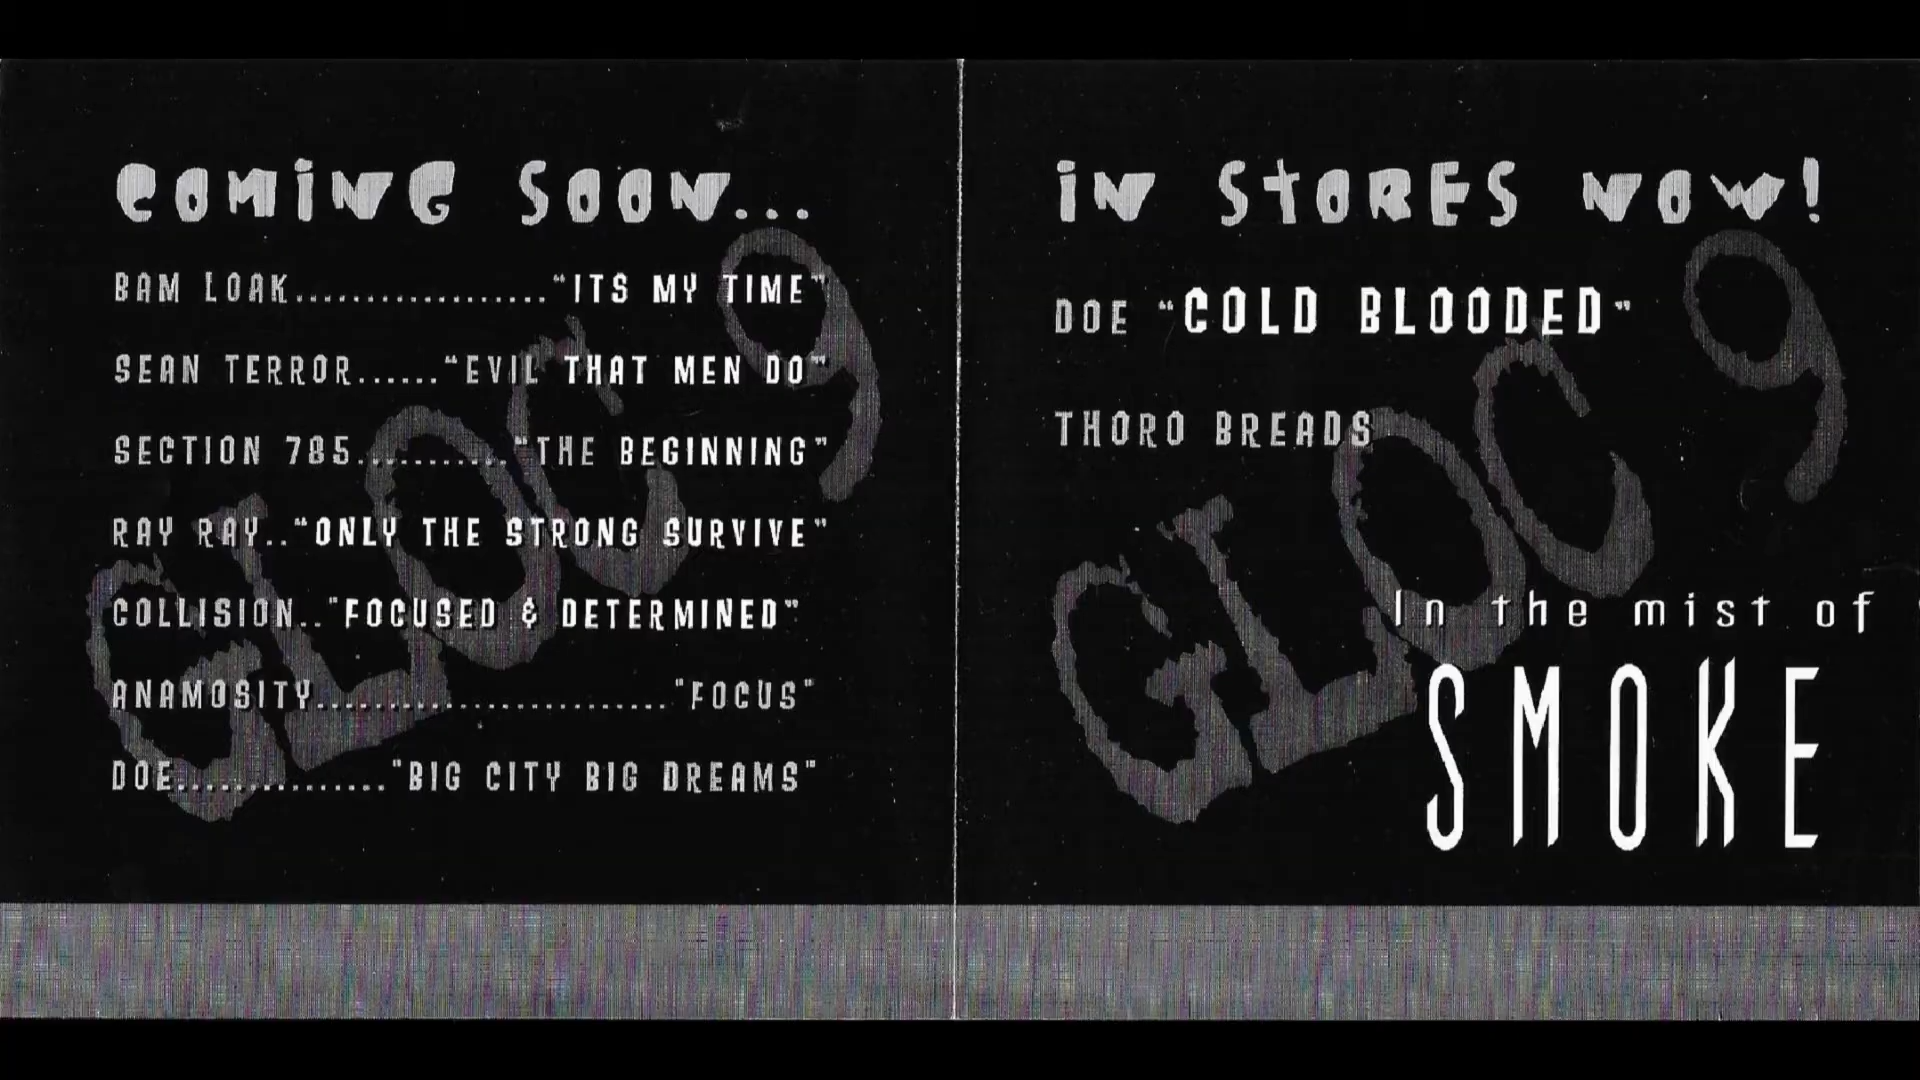 COMING SOON...
BAM LOAK.................."ITS MY TIME"
SEAN TERROR......"EVIL THAT MEN DO"
SECTION 785..........."THE BEGINNING"
RAY RAY.."ONLY THE STRONG SURVIVE"
COLLISION.."FOCUSED & DETERMINED"
ANAMOSITY........................."FOCUS"
DOE..............."BIG CITY BIG DREAMS"
GLOC 9
iN STORES NOW!
DOE "COLD BLOODED"
THORO BREADS
In the mist of
SMOKE
GLOC 9